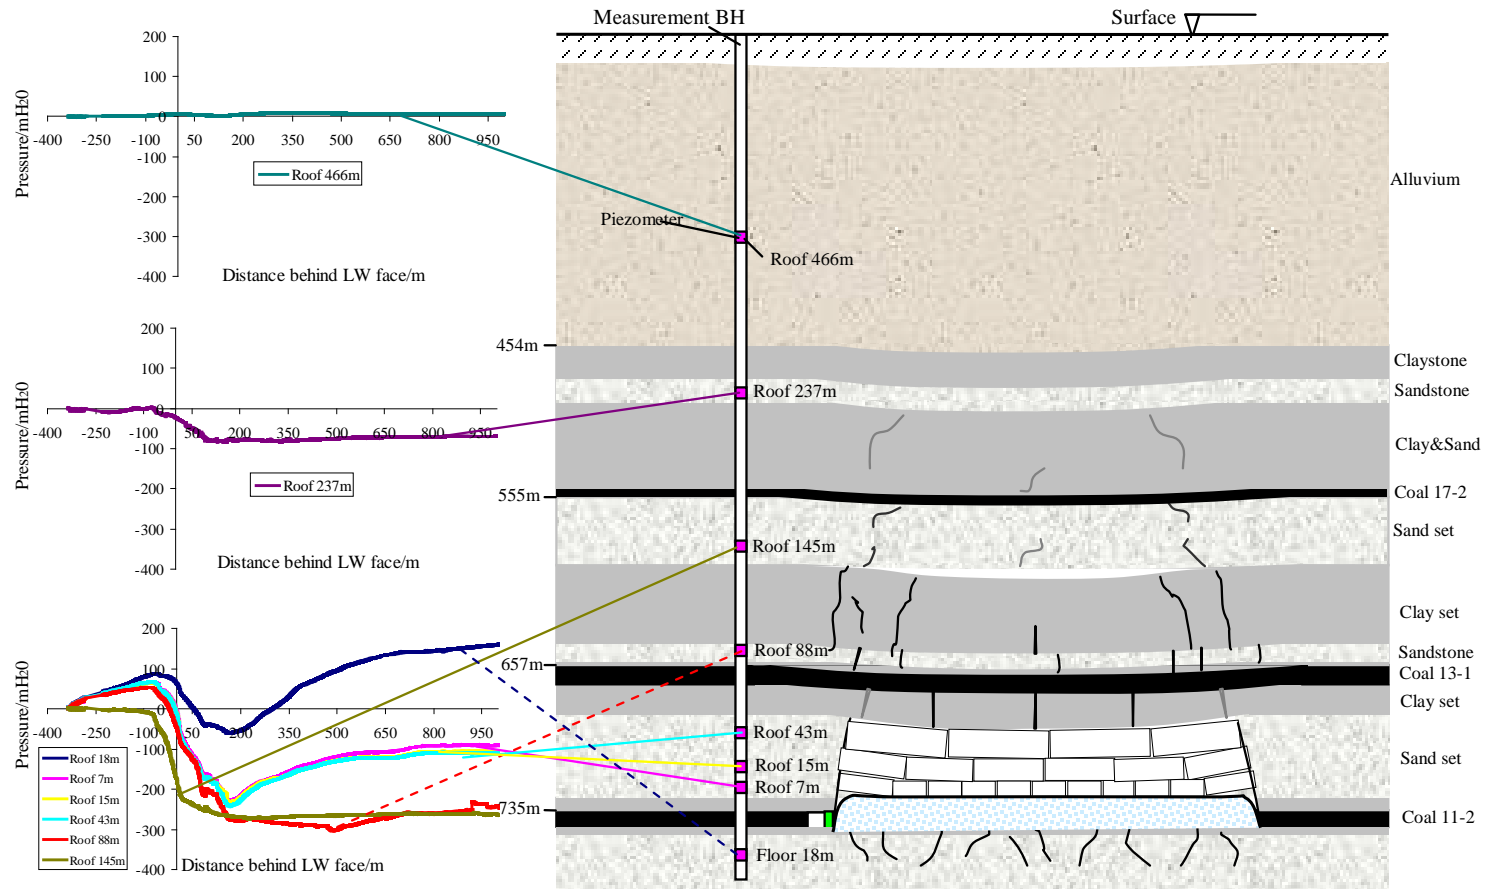 Measurement BH
Surface
Pressure/mH20
200
100
0
-100
-200
-300
-400
-400
-250
-100
50
200
350
500
650
800
950
Roof 466m
Distance behind LW face/m
Piezometer
Roof 466m
Alluvium
Pressure/mH20
200
100
0
-100
-200
-300
-400
-400
-250
-100
50
200
350
500
650
800
950
Roof 237m
Distance behind LW face/m
454m
Claystone
Roof 237m
Sandstone
Clay&Sand
555m
Coal 17-2
Sand set
Roof 145m
Clay set
Roof 88m
Sandstone
657m
Coal 13-1
Clay set
Roof 43m
Sand set
Roof 15m
Roof 7m
735m
Coal 11-2
Floor 18m
Pressure/mH20
200
100
0
-100
-200
-300
-400
-400
-250
-100
50
200
350
500
650
800
950
Roof 18m
Roof 7m
Roof 15m
Roof 43m
Roof 88m
Roof 145m
Distance behind LW face/m